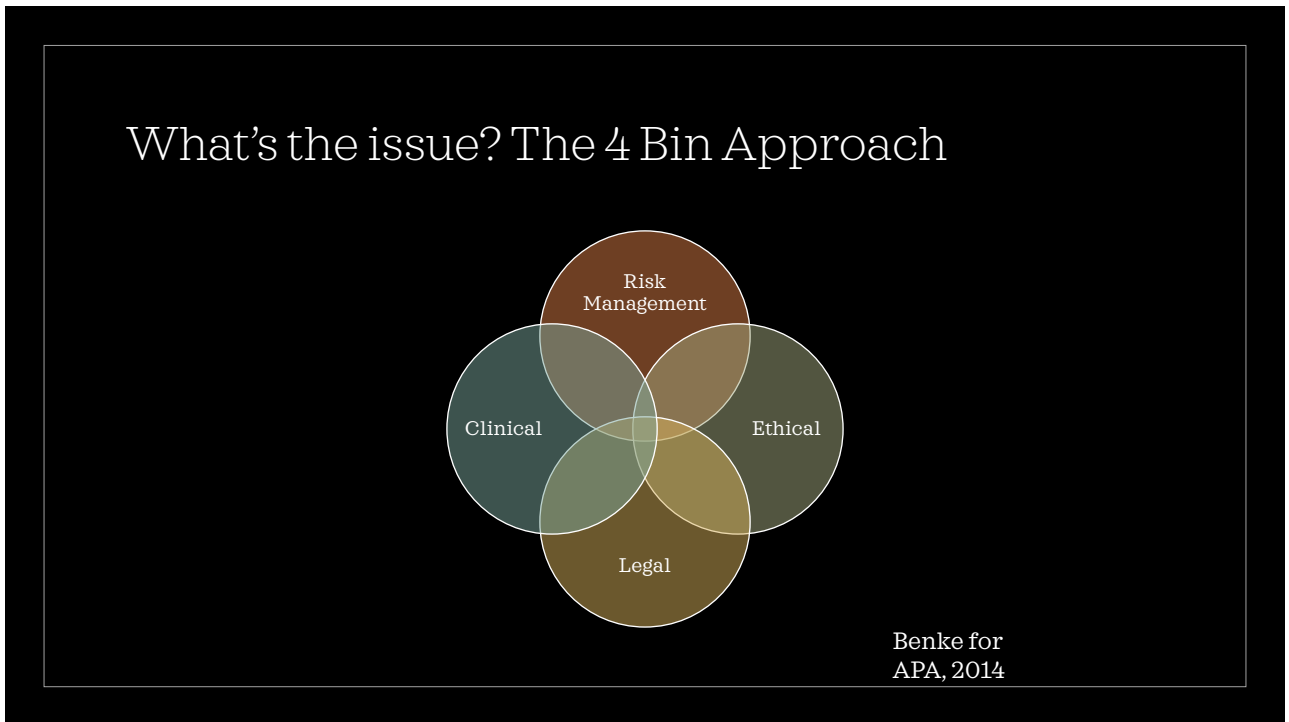 What’s the issue? The 4 Bin Approach
Risk
Management
Clinical
Ethical
Legal
Benke for
APA, 2014